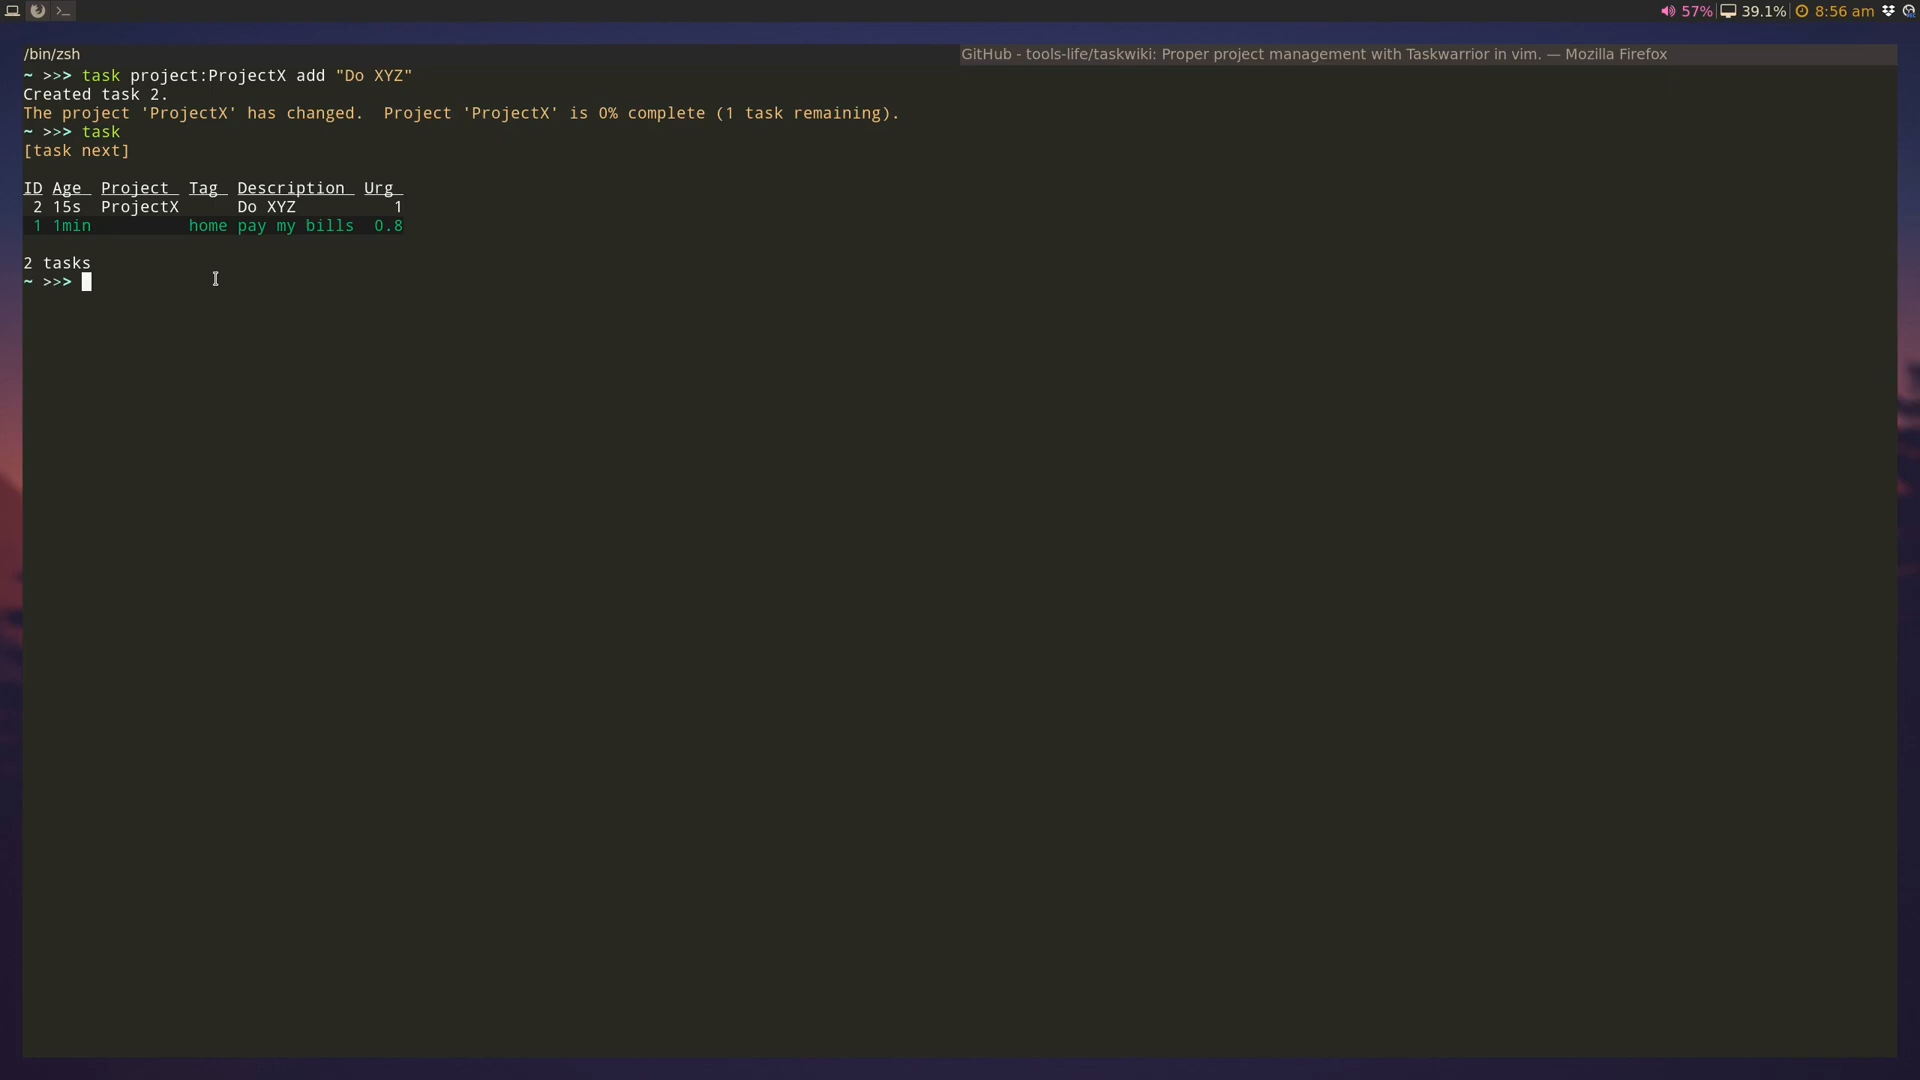 57% 39.1% 8:56 am
/bin/zsh GitHub - tools-life/taskwiki: Proper project management with Taskwarrior in vim. — Mozilla Firefox
~ >>> task project:ProjectX add "Do XYZ"
Created task 2.
The project 'ProjectX' has changed.  Project 'ProjectX' is 0% complete (1 task remaining).
~ >>> task
[task next]
ID Age Project Tag Description Urg
2 15s ProjectX Do XYZ 1
1 1min home pay my bills 0.8
2 tasks
~ >>>